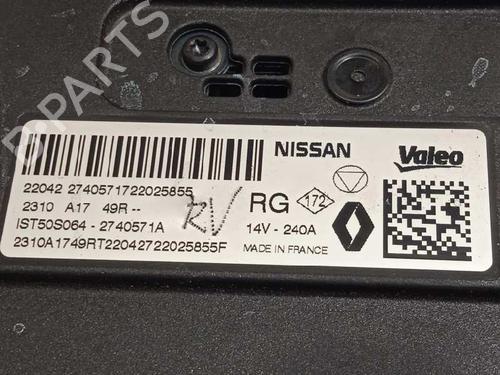 D-PARTS
NISSAN
Valeo
22042 2740571722025855
2310 A17 49R --
IST50S064 - 2740571A
2310A1749RT22042722025855F
RV
RG 172
14V - 240A
MADE IN FRANCE